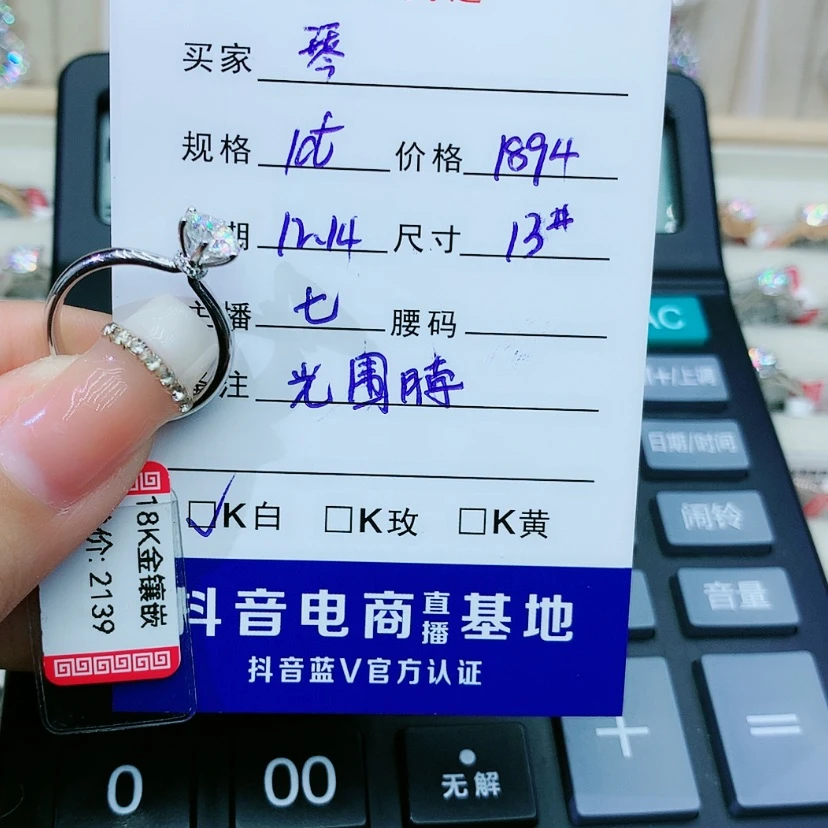 买家 琴
规格 10t 价格 1894
期 12.14 尺寸 13#
播 七 腰码
注 光围脖
✓□K白 □K玫 □K黄
抖音电商直播基地
抖音蓝V官方认证
18K金镶嵌
价: 2139
AC
日期/时间
闹铃
音量
+
=
0
00
无解